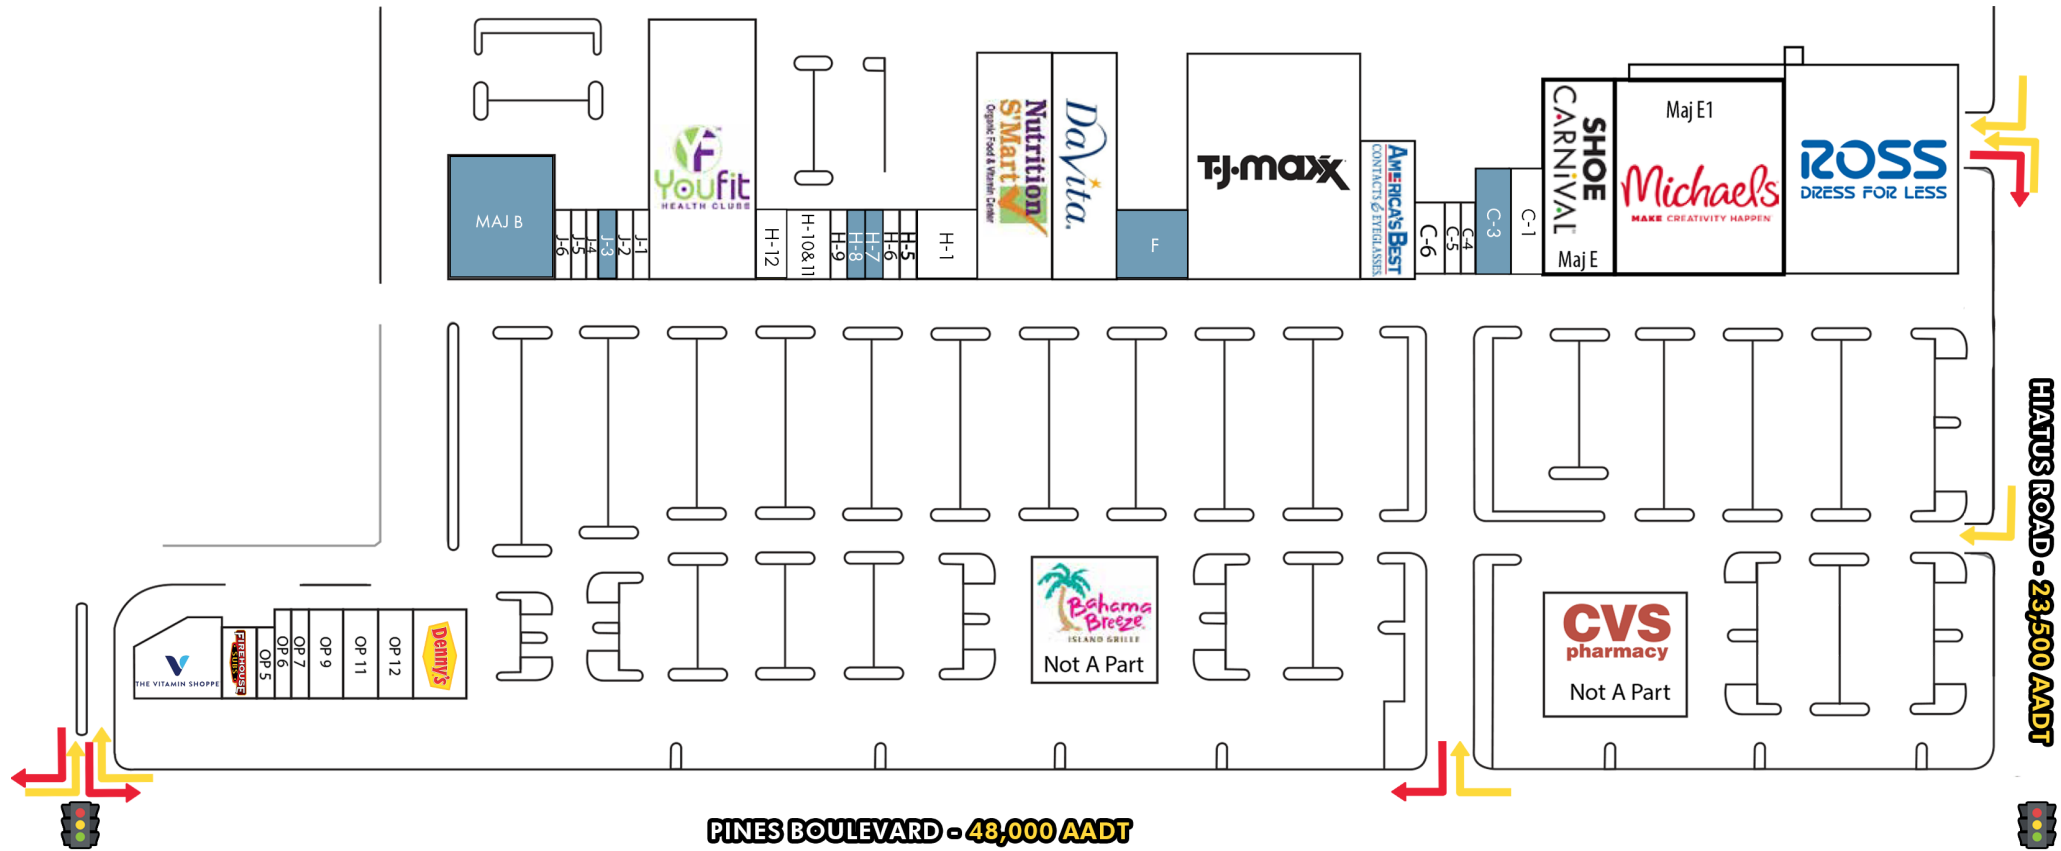 MAJ B
J-6
J-5
J-4
J-3
J-2
J-1
YF
Youfit
HEALTH CLUBS
H-12
H-10&11
H-9
H-8
H-7
H-6
H-5
H-1
Nutrition
S'Mart
Organic Food & Vitamin Center
DaVita.
F
T.J.maxx
AMERICA'S BEST
CONTACTS & EYEGLASSES.
C-6
C-5
C-4
C-3
C-1
SHOE
CARNIVAL
Maj E
Maj E1
Michaels
MAKE CREATIVITY HAPPEN
ROSS
DRESS FOR LESS
HIATUS ROAD - 23,500 AADT
THE VITAMIN SHOPPE
FIREHOUSE
SUBS
OP 5
OP 6
OP 7
OP 9
OP 11
OP 12
Denny's
Bahama
Breeze
ISLAND GRILLE
Not A Part
CVS
pharmacy
Not A Part
PINES BOULEVARD - 48,000 AADT